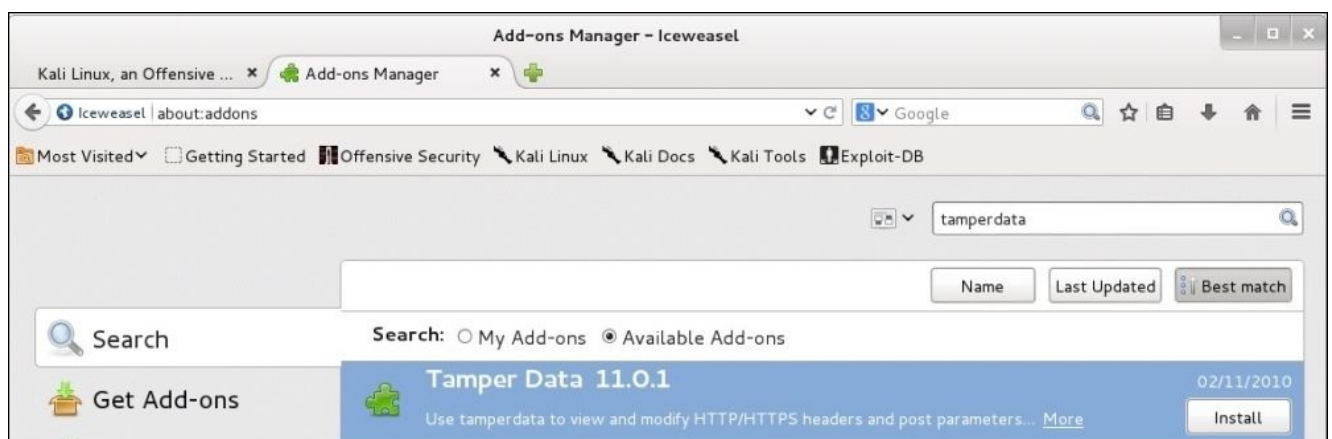 Add-ons Manager - Iceweasel
Kali Linux, an Offensive ... Add-ons Manager
Iceweasel about:addons Google
Most Visited Getting Started Offensive Security Kali Linux Kali Docs Kali Tools Exploit-DB
tamperdata
Name Last Updated Best match
Search
Search: My Add-ons Available Add-ons
Get Add-ons
Tamper Data 11.0.1 02/11/2010
Use tamperdata to view and modify HTTP/HTTPS headers and post parameters... More Install